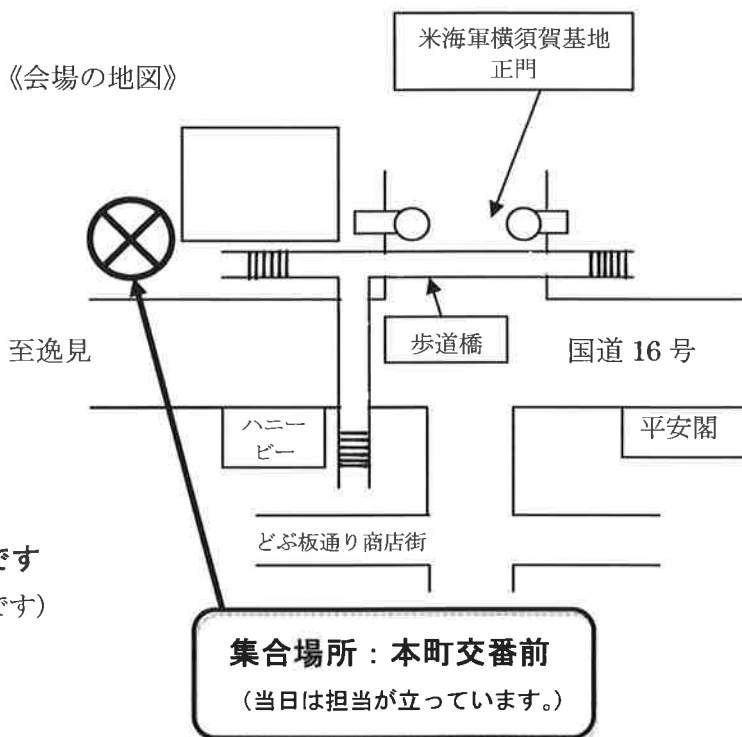 米海軍横須賀基地
正門
《会場の地図》
至逸見
歩道橋
国道 16 号
ハニー
ビー
平安閣
どぶ板通り商店街
です
です）
集合場所：本町交番前
（当日は担当が立っています。）